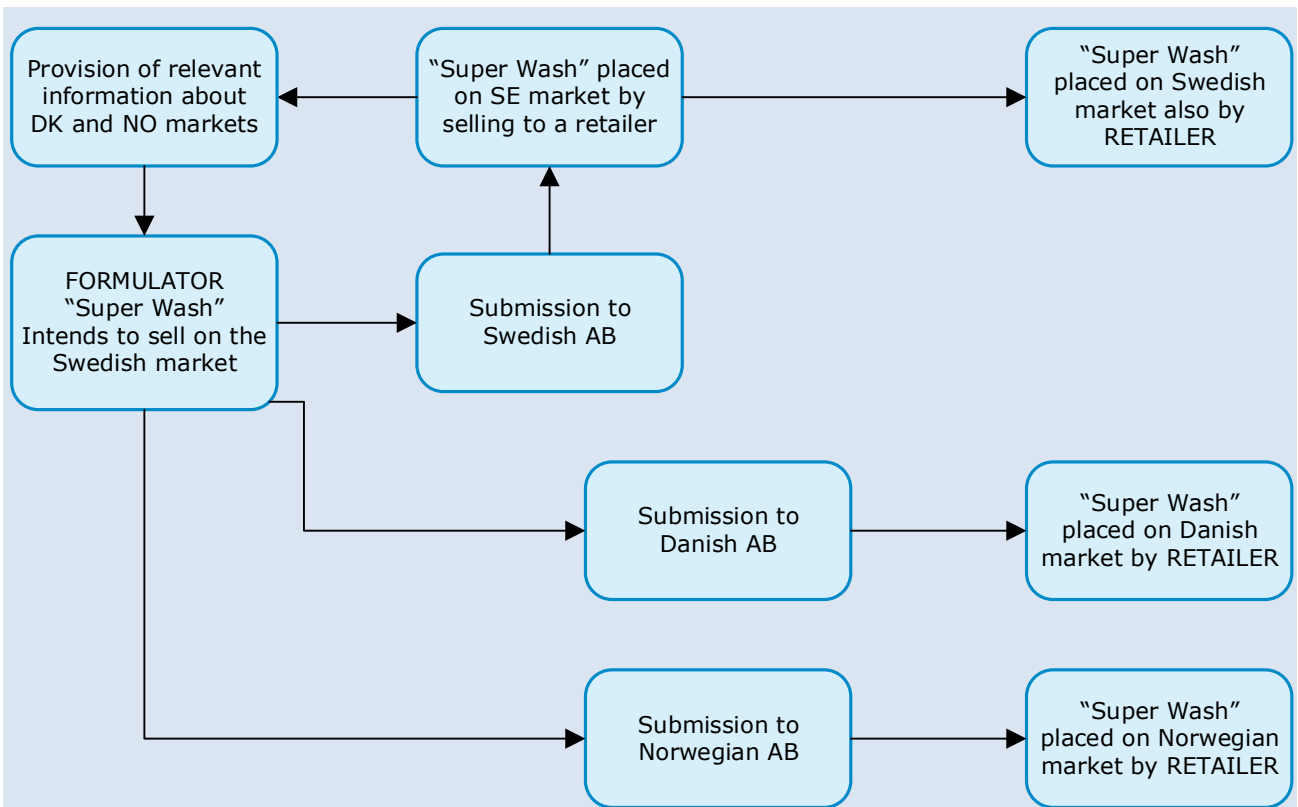 Provision of relevant
information about
DK and NO markets
“Super Wash” placed
on SE market by
selling to a retailer
“Super Wash”
placed on Swedish
market also by
RETAILER
FORMULATOR
“Super Wash”
Intends to sell on the
Swedish market
Submission to
Swedish AB
Submission to
Danish AB
“Super Wash”
placed on Danish
market by RETAILER
Submission to
Norwegian AB
“Super Wash”
placed on Norwegian
market by RETAILER